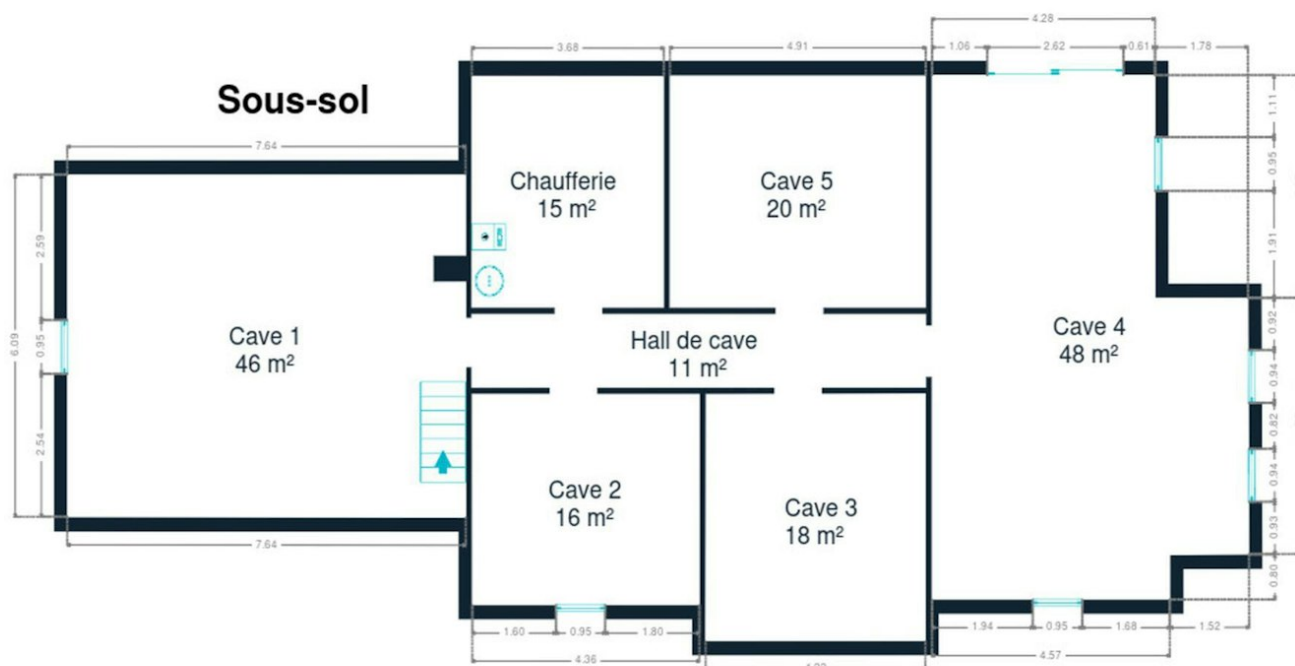 4.28
3.68
4.91
1.06
2.62
0.61
1.78
Sous-sol
1.11
7.64
0.95
Chaufferie
15 m²
Cave 5
20 m²
1.91
2.59
Cave 1
46 m²
6.09
0.95
Hall de cave
11 m²
Cave 4
48 m²
0.92
0.94
0.82
0.94
0.93
0.80
2.54
Cave 2
16 m²
Cave 3
18 m²
7.64
1.60
0.95
1.80
4.36
1.94
0.95
1.68
1.52
4.57